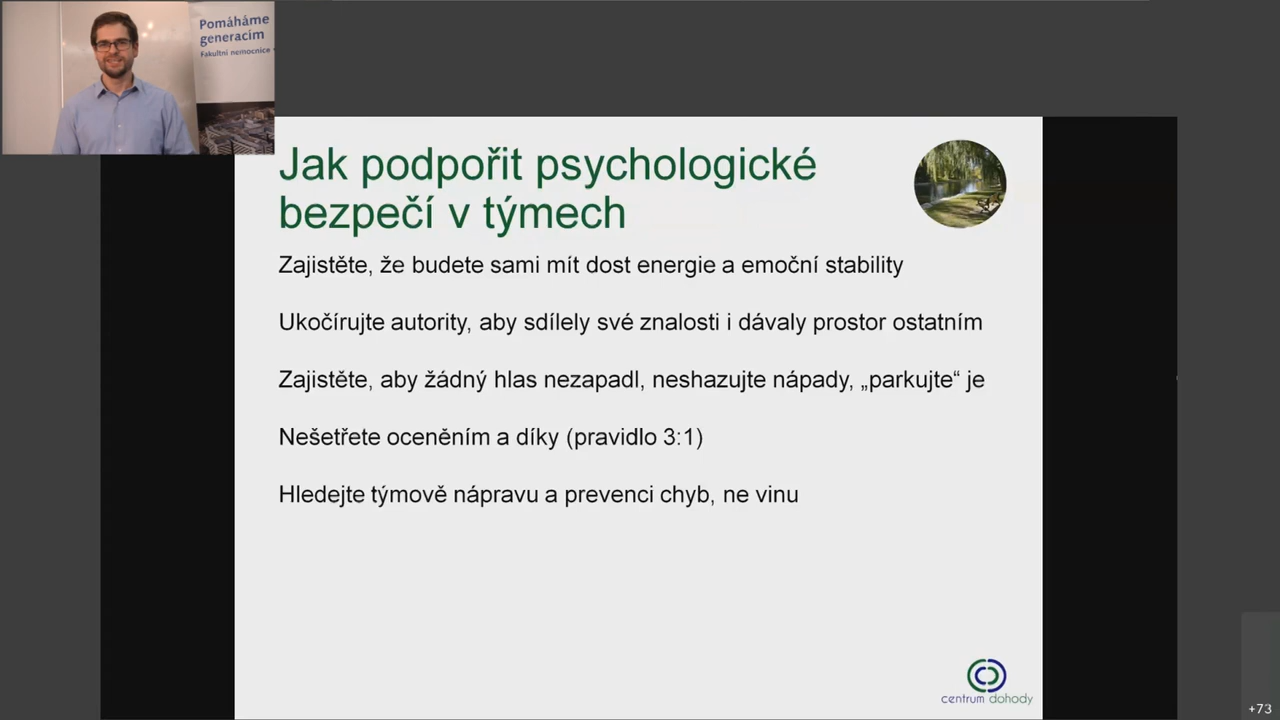 Pomáháme
generacím
Fakultní nemocnice
Jak podpořit psychologické
bezpečí v týmech
Zajistěte, že budete sami mít dost energie a emoční stability
Ukočírujte autority, aby sdílely své znalosti i dávaly prostor ostatním
Zajistěte, aby žádný hlas nezapadl, neshazujte nápady, „parkujte“ je
Nešetřete oceněním a díky (pravidlo 3:1)
Hledejte týmově nápravu a prevenci chyb, ne vinu
centrum dohody
+73